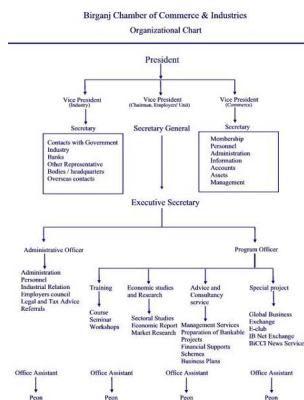 Birganj Chamber of Commerce & Industries
Organizational Chart
President
Vice President
(Industry)
Vice President
(Chairman, Employers' Unit)
Vice President
(Commerce)
Secretary
Secretary General
Secretary
Contacts with Government
Industry
Banks
Other Representative
Bodies / headquarters
Overseas contacts
Membership
Personnel
Administration
Information
Accounts
Assets
Management
Executive Secretary
Administrative Officer
Program Officer
Administration
Personnel
Industrial Relation
Employers council
Legal and Tax Advice
Referrals
Training
Course
Seminar
Workshops
Economic studies
and Research
Sectoral Studies
Economic Report
Market Research
Advice and
Consultancy
service
Management Services
Preparation of Bankable
Projects
Financial Supports
Schemes
Business Plans
Special project
Global Business
Exchange
E-club
IB Net Exchange
BiCCI News Service
Office Assistant
Office Assistant
Office Assistant
Office Assistant
Peon
Peon
Peon
Peon